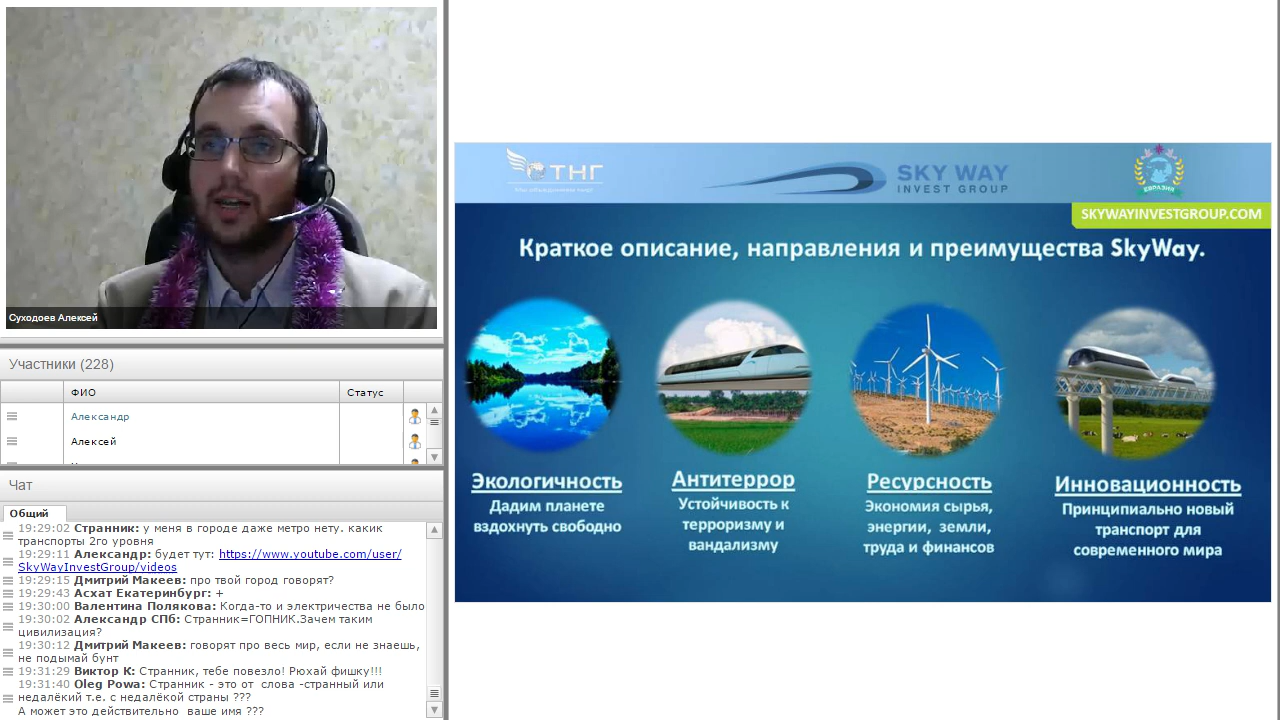 Суходоев Алексей
Участники (228)
ФИО
Статус
Александр
Алексей
Чат
Общий
19:29:02 Странник: у меня в городе даже метро нету. какик
транспорты 2го уровня
19:29:11 Александр: будет тут: https://www.youtube.com/user/
SkyWayInvestGroup/videos
19:29:15 Дмитрий Макеев: про твой город говорят?
19:29:43 Асхат Екатеринбург: +
19:30:00 Валентина Полякова: Когда-то и электричества не было
19:30:02 Александр СПб: Странник=ГОПНИК.Зачем таким
цивилизация?
19:30:12 Дмитрий Макеев: говорят про весь мир, если не знаешь,
не подымай бунт
19:31:29 Виктор К: Странник, тебе повезло! Рюхай фишку!!!
19:31:40 Oleg Powa: Странник - это от слова -странный или
недалёкий т.е. с недалёкой страны ???
А может это действительно ваше имя ???
ТНГ
SKY WAY
INVEST GROUP
ЕВРАЗИЯ
SKYWAYINVESTGROUP.COM
Краткое описание, направления и преимущества SkyWay.
Экологичность
Дадим планете
вздохнуть свободно
Антитеррор
Устойчивость к
терроризму и
вандализму
Ресурсность
Экономия сырья,
энергии, земли,
труда и финансов
Инновационность
Принципиально новый
транспорт для
современного мира